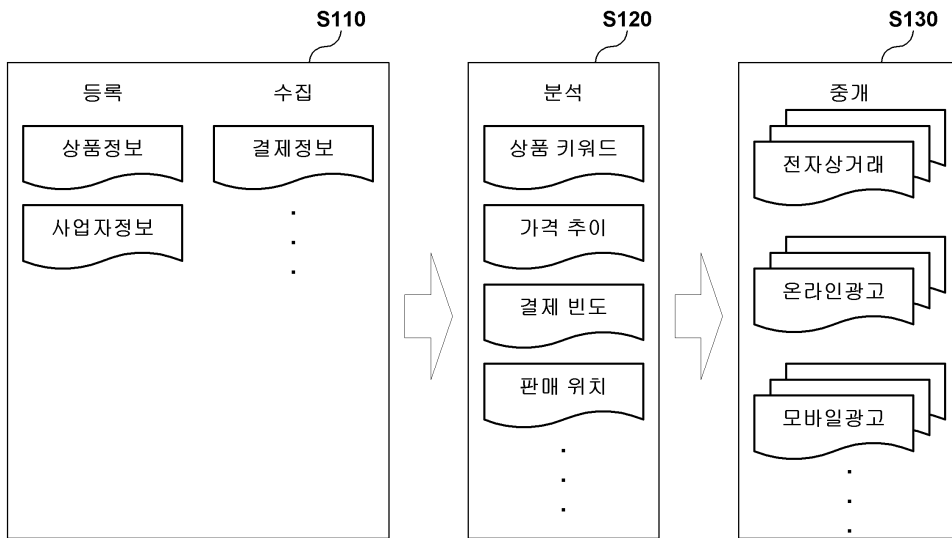 S110
등록
수집
상품정보
사업자정보
결제정보
S120
분석
상품 키워드
가격 추이
결제 빈도
판매 위치
S130
중개
전자상거래
온라인광고
모바일광고